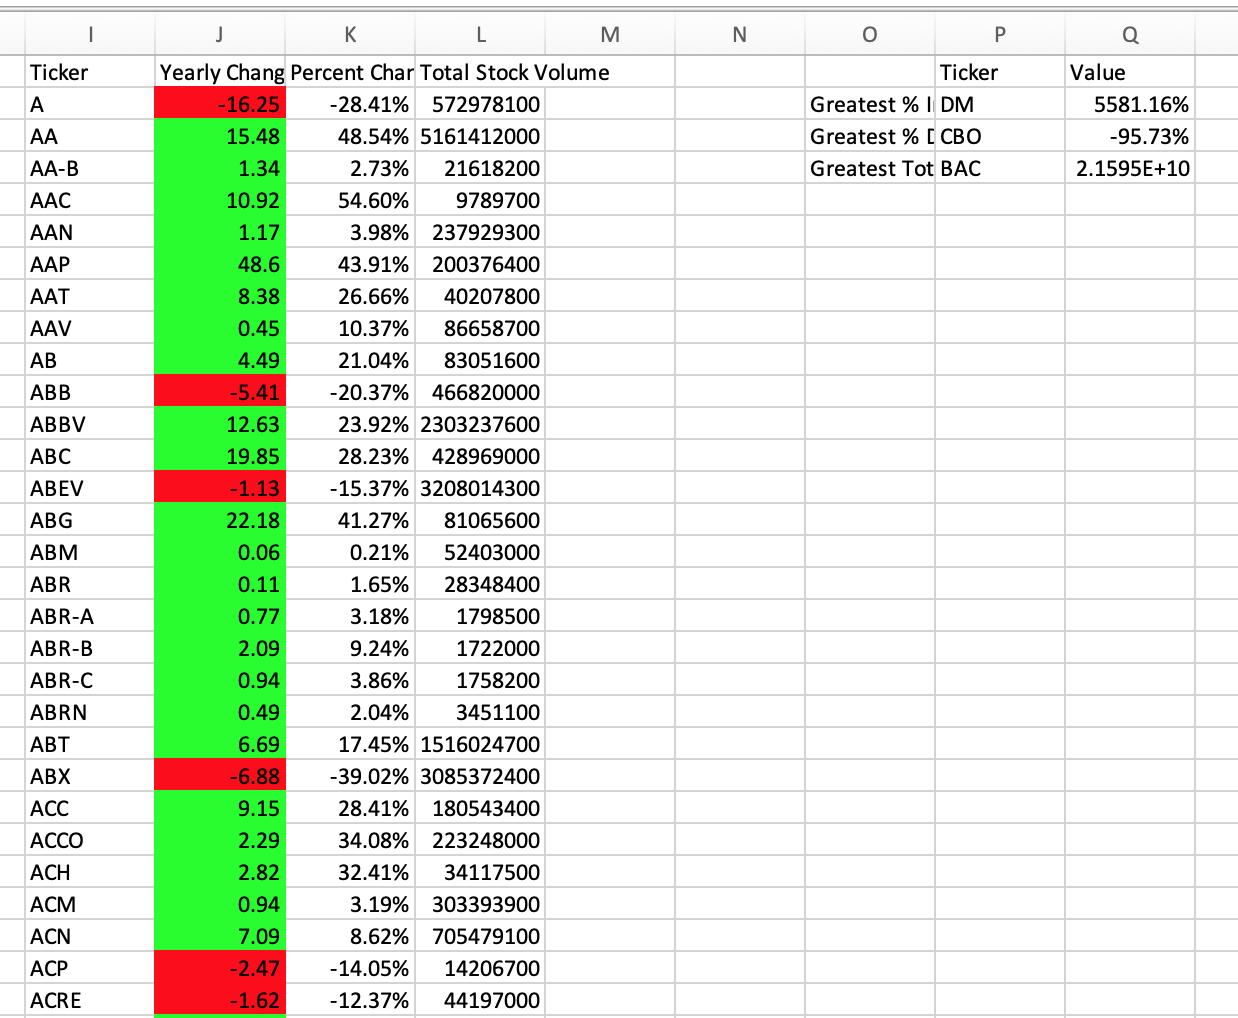 I J K L M N O P Q
Ticker Yearly Chang Percent Char Total Stock Volume Ticker Value
A -16.25 -28.41% 572978100 Greatest % I DM 5581.16%
AA 15.48 48.54% 5161412000 Greatest % D CBO -95.73%
AA-B 1.34 2.73% 21618200 Greatest Tot BAC 2.1595E+10
AAC 10.92 54.60% 9789700
AAN 1.17 3.98% 237929300
AAP 48.6 43.91% 200376400
AAT 8.38 26.66% 40207800
AAV 0.45 10.37% 86658700
AB 4.49 21.04% 83051600
ABB -5.41 -20.37% 466820000
ABBV 12.63 23.92% 2303237600
ABC 19.85 28.23% 428969000
ABEV -1.13 -15.37% 3208014300
ABG 22.18 41.27% 81065600
ABM 0.06 0.21% 52403000
ABR 0.11 1.65% 28348400
ABR-A 0.77 3.18% 1798500
ABR-B 2.09 9.24% 1722000
ABR-C 0.94 3.86% 1758200
ABRN 0.49 2.04% 3451100
ABT 6.69 17.45% 1516024700
ABX -6.88 -39.02% 3085372400
ACC 9.15 28.41% 180543400
ACCO 2.29 34.08% 223248000
ACH 2.82 32.41% 34117500
ACM 0.94 3.19% 303393900
ACN 7.09 8.62% 705479100
ACP -2.47 -14.05% 14206700
ACRE -1.62 -12.37% 44197000